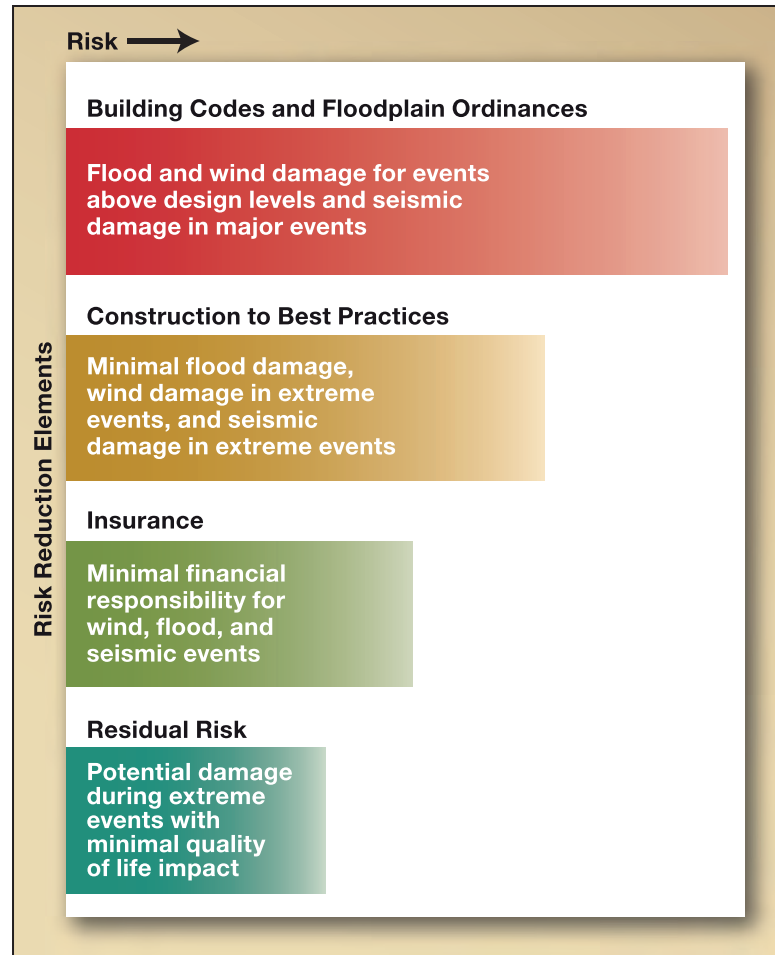 Risk
Building Codes and Floodplain Ordinances
Flood and wind damage for events
above design levels and seismic
damage in major events
Construction to Best Practices
Minimal flood damage,
wind damage in extreme
events, and seismic
damage in extreme events
Insurance
Minimal financial
responsibility for
wind, flood, and
seismic events
Residual Risk
Potential damage
during extreme
events with
minimal quality
of life impact
Risk Reduction Elements